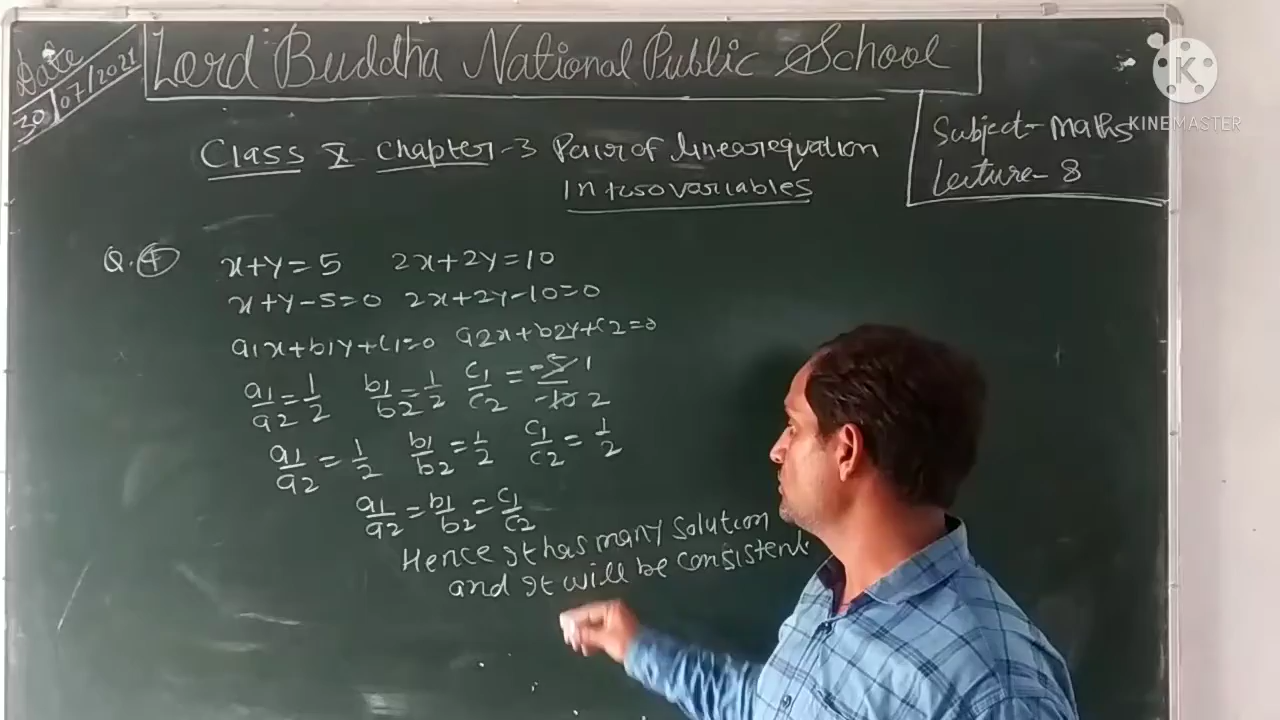 Date
30/07/2021
Lord Buddha National Public School
K
KINEMASTER
Subject- Maths
Lecture- 8
Class X Chapter-3 Pair of linear equation
In two variables
Q. 4 x+y=5 2x+2y=10
x+y-5=0 2x+2y-10=0
a1x+b1y+c1=0 a2x+b2y+c2=0
a1/a2=1/2 b1/b2=1/2 c1/c2=-5/-10 1/2
a1/a2=1/2 b1/b2=1/2 c1/c2=1/2
a1/a2=b1/b2=c1/c2
Hence It has many solution
and It will be consistent